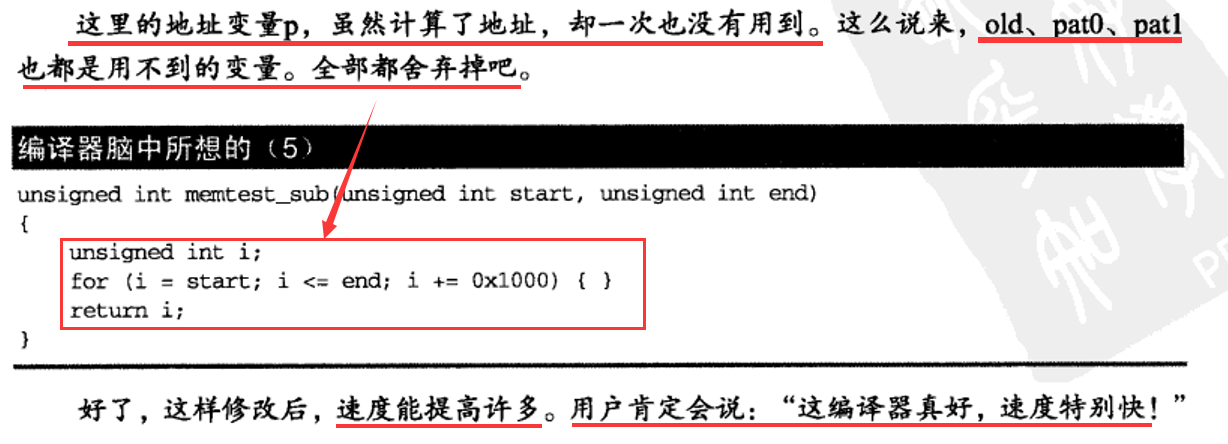 这里的地址变量p，虽然计算了地址，却一次也没有用到。这么说来，old、pat0、pat1
也都是用不到的变量。全部都舍弃掉吧。
编译器脑中所想的（5）
unsigned int memtest_sub(unsigned int start, unsigned int end)
{
unsigned int i;
for (i = start; i <= end; i += 0x1000) { }
return i;
}
好了，这样修改后，速度能提高许多。用户肯定会说：“这编译器真好，速度特别快！”